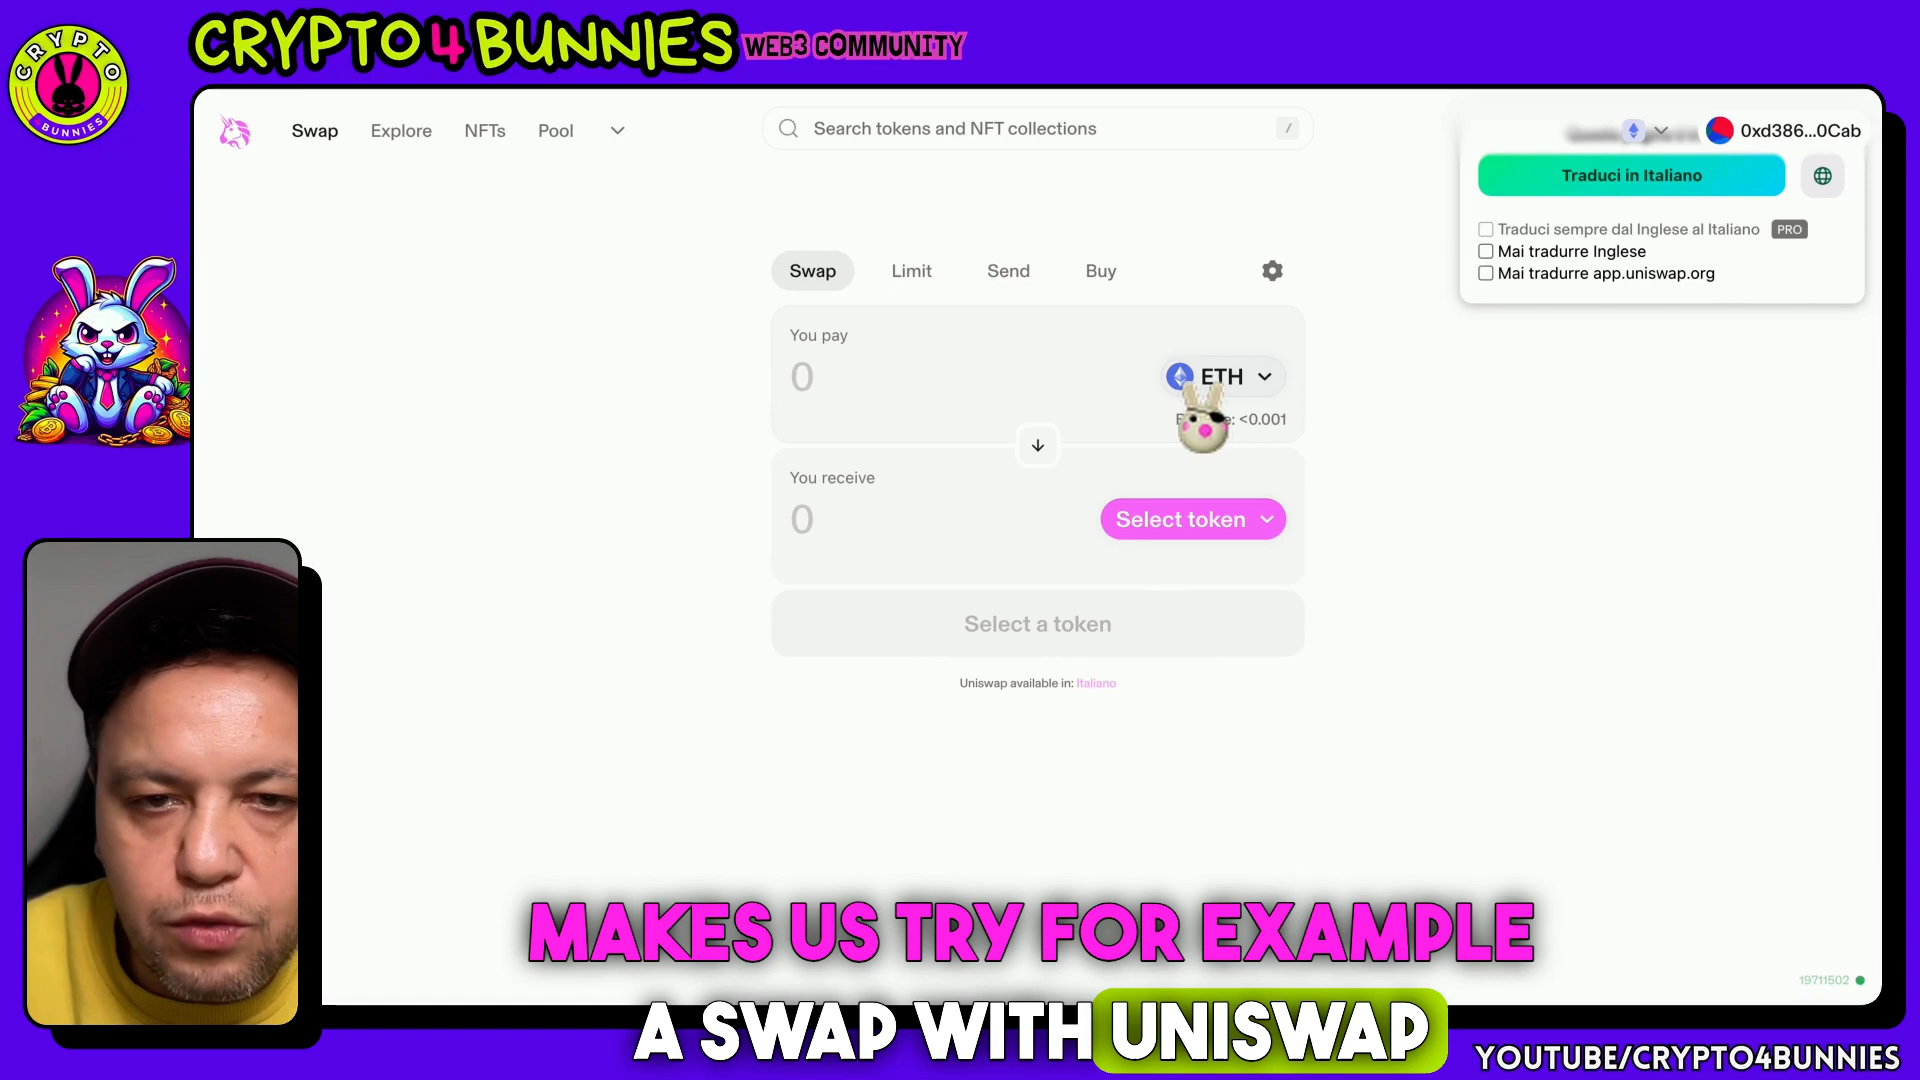 CRYPTO
BUNNIES
CRYPTO4BUNNIES WEB3 COMMUNITY
Swap Explore NFTs Pool
Search tokens and NFT collections /
0xd386...0Cab
Traduci in Italiano
Traduci sempre dal Inglese al Italiano PRO
Mai tradurre Inglese
Mai tradurre app.uniswap.org
Swap Limit Send Buy
You pay
0 ETH
<0.001
You receive
0 Select token
Select a token
Uniswap available in: Italiano
MAKES US TRY FOR EXAMPLE
A SWAP WITH UNISWAP
19711502
YOUTUBE/CRYPTO4BUNNIES